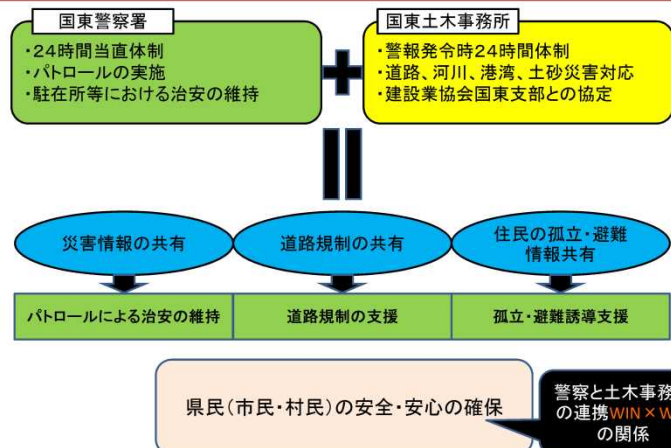 国東警察署
・24時間当直体制
・パトロールの実施
・駐在所等における治安の維持
国東土木事務所
・警報発令時24時間体制
・道路、河川、港湾、土砂災害対応
・建設業協会国東支部との協定
災害情報の共有
道路規制の共有
住民の孤立・避難
情報共有
パトロールによる治安の維持
道路規制の支援
孤立・避難誘導支援
県民(市民・村民)の安全・安心の確保
警察と土木事務
の連携WIN×W
の関係